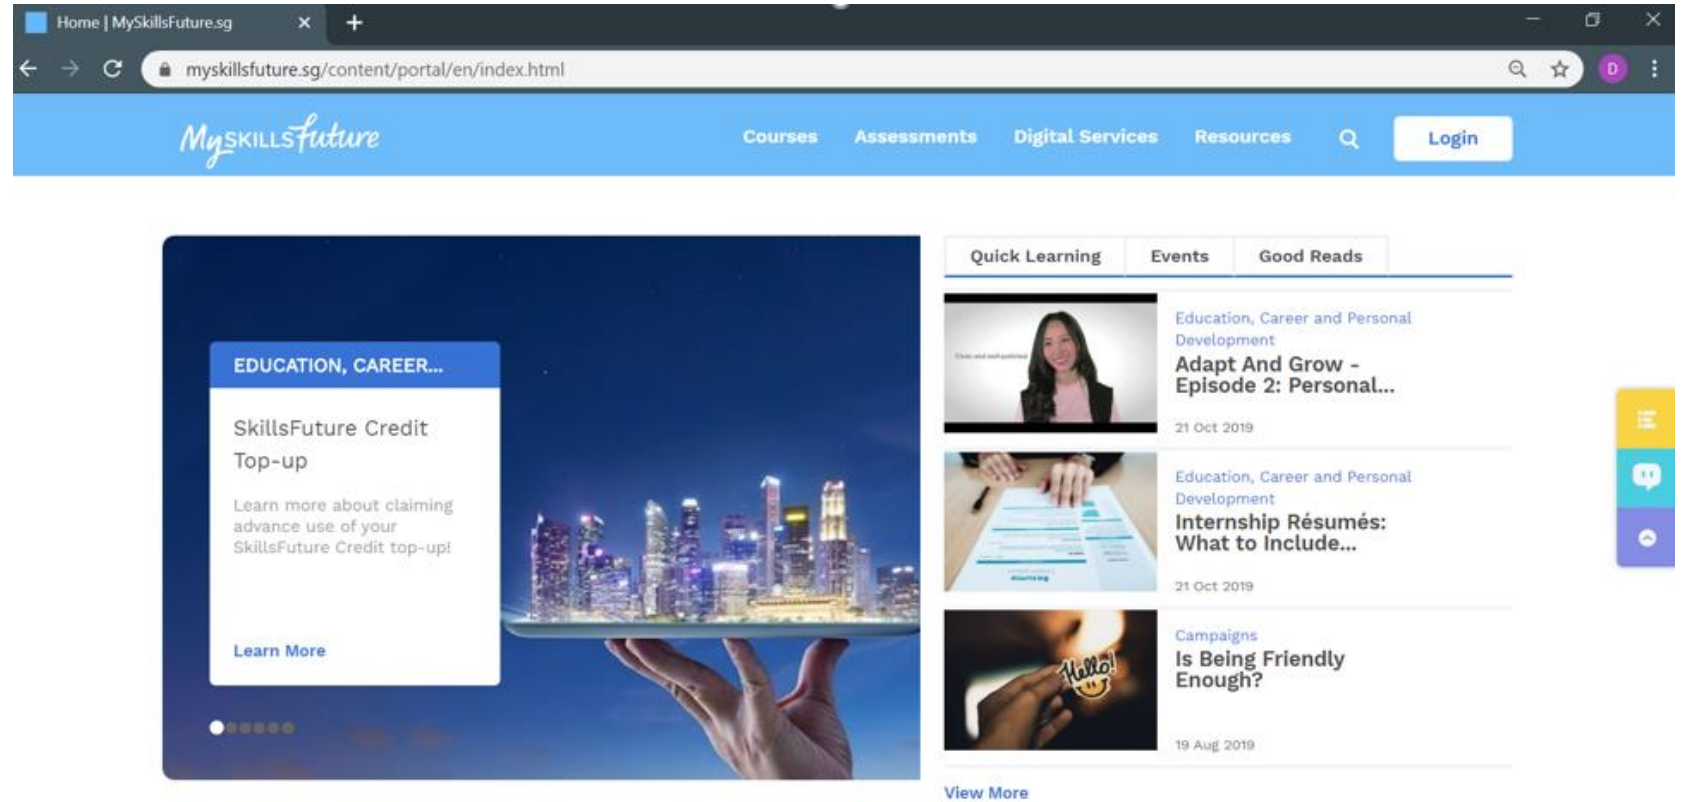 Home | MySkillsFuture.sg
myskillsfuture.sg/content/portal/en/index.html
D
MySKILLSfuture
Courses Assessments Digital Services Resources Login
EDUCATION, CAREER...
SkillsFuture Credit
Top-up
Learn more about claiming
advance use of your
SkillsFuture Credit top-up!
Learn More
Quick Learning Events Good Reads
Education, Career and Personal
Development
Adapt And Grow -
Episode 2: Personal...
21 Oct 2019
Education, Career and Personal
Development
Internship Résumés:
What to Include...
21 Oct 2019
Hello!
Campaigns
Is Being Friendly
Enough?
19 Aug 2019
View More